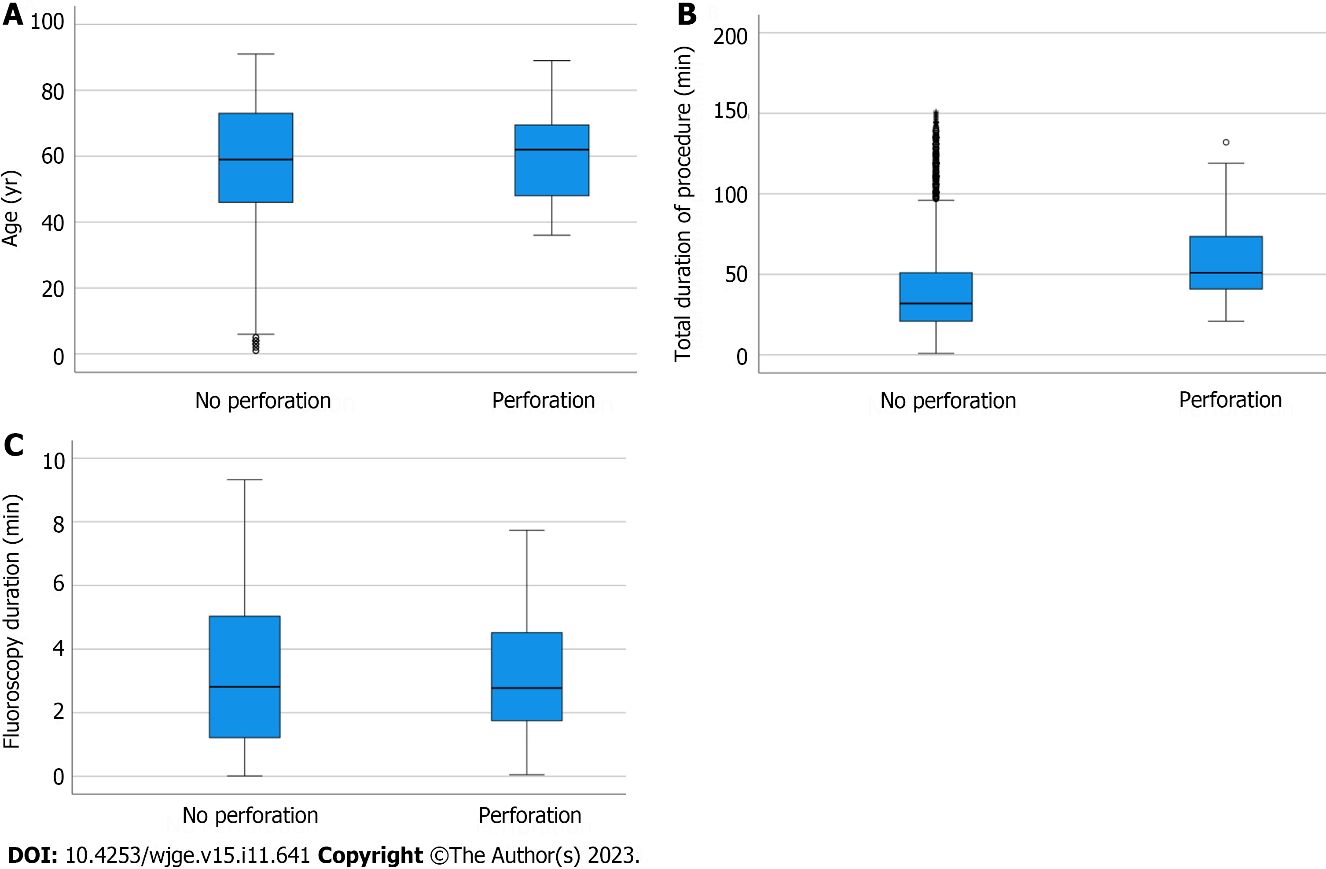 A
100
80
60
40
20
0
Age (yr)
No perforation
Perforation
B
200
150
100
50
0
Total duration of procedure (min)
No perforation
Perforation
C
10
8
6
4
2
0
Fluoroscopy duration (min)
No perforation
Perforation
DOI: 10.4253/wjge.v15.i11.641 Copyright ©The Author(s) 2023.